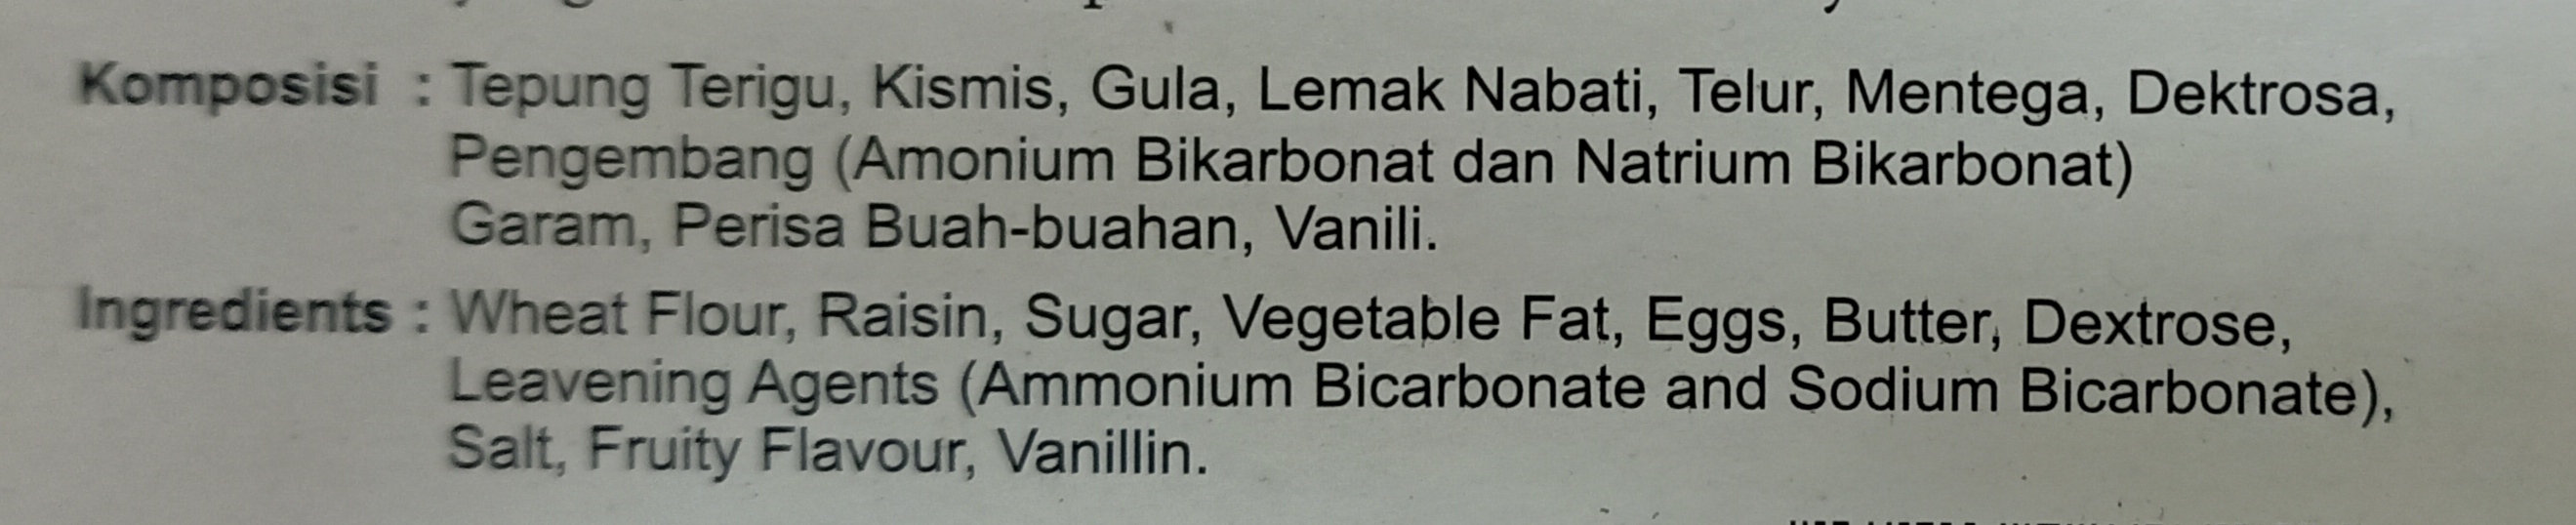 Komposisi : Tepung Terigu, Kismis, Gula, Lemak Nabati, Telur, Mentega, Dektrosa,
Pengembang (Amonium Bikarbonat dan Natrium Bikarbonat)
Garam, Perisa Buah-buahan, Vanili.
Ingredients : Wheat Flour, Raisin, Sugar, Vegetable Fat, Eggs, Butter, Dextrose,
Leavening Agents (Ammonium Bicarbonate and Sodium Bicarbonate),
Salt, Fruity Flavour, Vanillin.